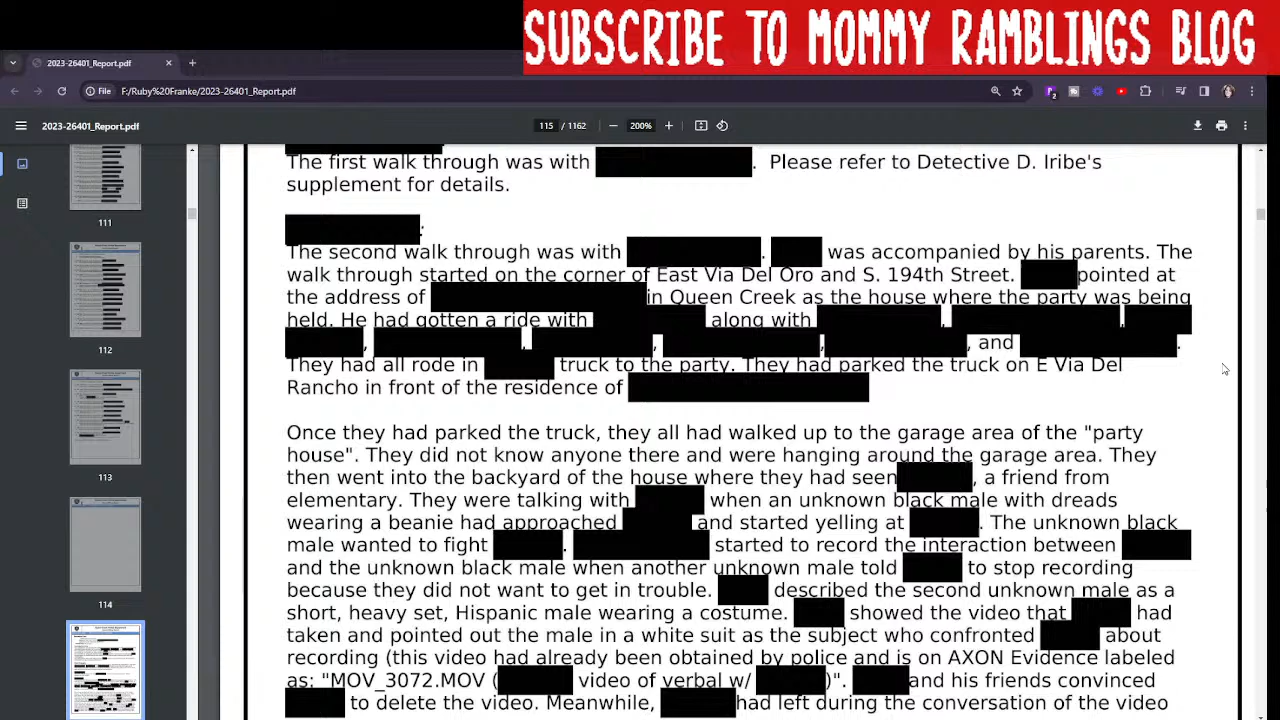 SUBSCRIBE TO MOMMY RAMBLINGS BLOG
2023-26401_Report.pdf
File F:/Ruby%20Franke/2023-26401_Report.pdf
2023-26401_Report.pdf 115 / 1162 200%
The first walk through was with . Please refer to Detective D. Iribe's
supplement for details.
.
The second walk through was with . was accompanied by his parents. The
walk through started on the corner of East Via Del Oro and S. 194th Street. pointed at
the address of in Queen Creek as the house where the party was being
held. He had gotten a ride with along with , ,
, , , , , and .
They had all rode in truck to the party. They had parked the truck on E Via Del
Rancho in front of the residence of
Once they had parked the truck, they all had walked up to the garage area of the "party
house". They did not know anyone there and were hanging around the garage area. They
then went into the backyard of the house where they had seen , a friend from
elementary. They were talking with when an unknown black male with dreads
wearing a beanie had approached and started yelling at . The unknown black
male wanted to fight . started to record the interaction between
and the unknown black male when another unknown male told to stop recording
because they did not want to get in trouble. described the second unknown male as a
short, heavy set, Hispanic male wearing a costume. showed the video that had
taken and pointed out the male in a white suit as the subject who confronted about
recording (this video had already been obtained by police and is on AXON Evidence labeled
as: "MOV_3072.MOV ( video of verbal w/ )". and his friends convinced
to delete the video. Meanwhile, had left during the conversation of the video
111
112
113
114